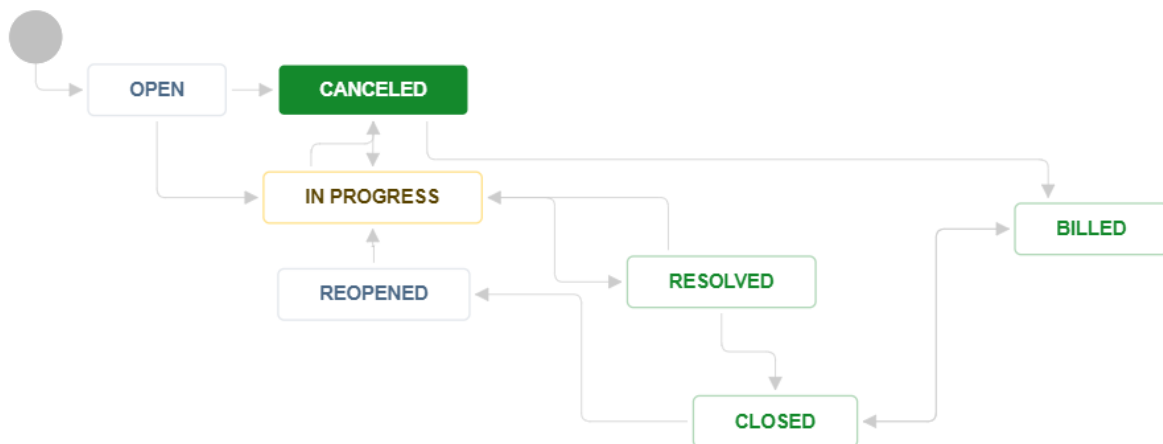 OPEN
CANCELED
IN PROGRESS
BILLED
REOPENED
RESOLVED
CLOSED